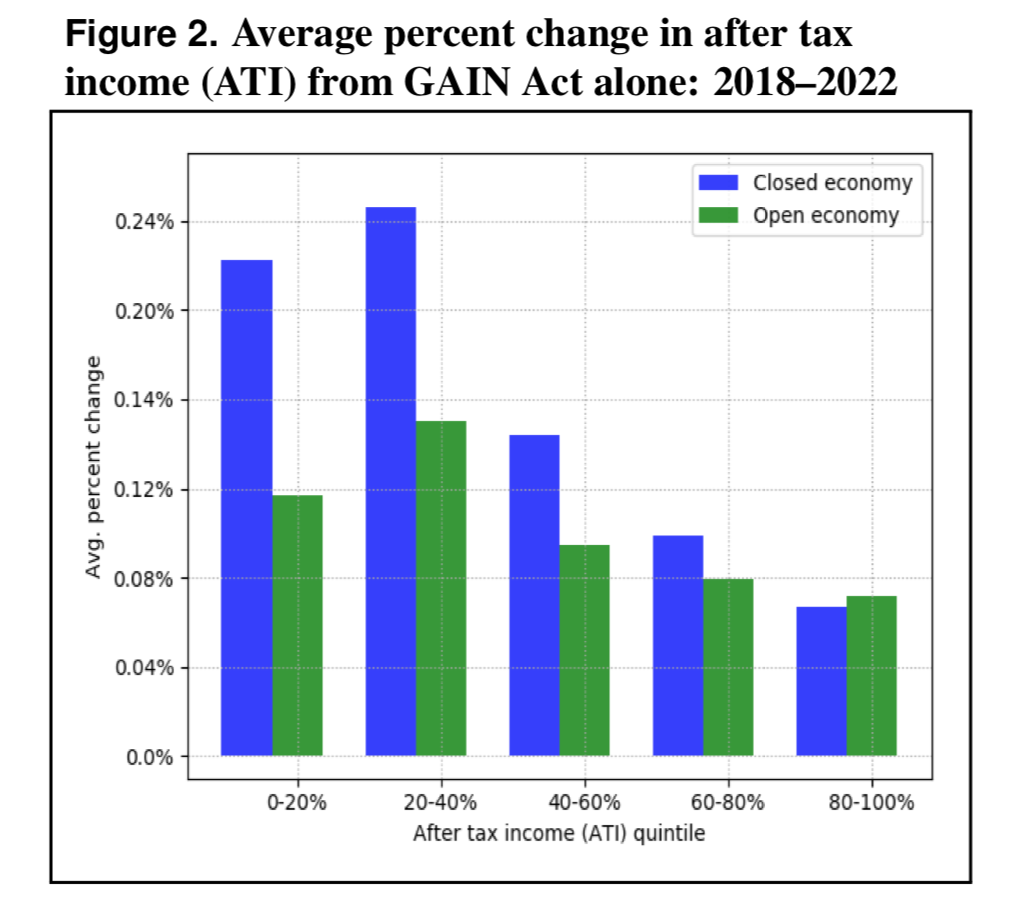 Figure 2. Average percent change in after tax
income (ATI) from GAIN Act alone: 2018–2022
Closed economy
Open economy
0.24%
0.20%
0.14%
0.12%
0.08%
0.04%
0.0%
Avg. percent change
0-20% 20-40% 40-60% 60-80% 80-100%
After tax income (ATI) quintile